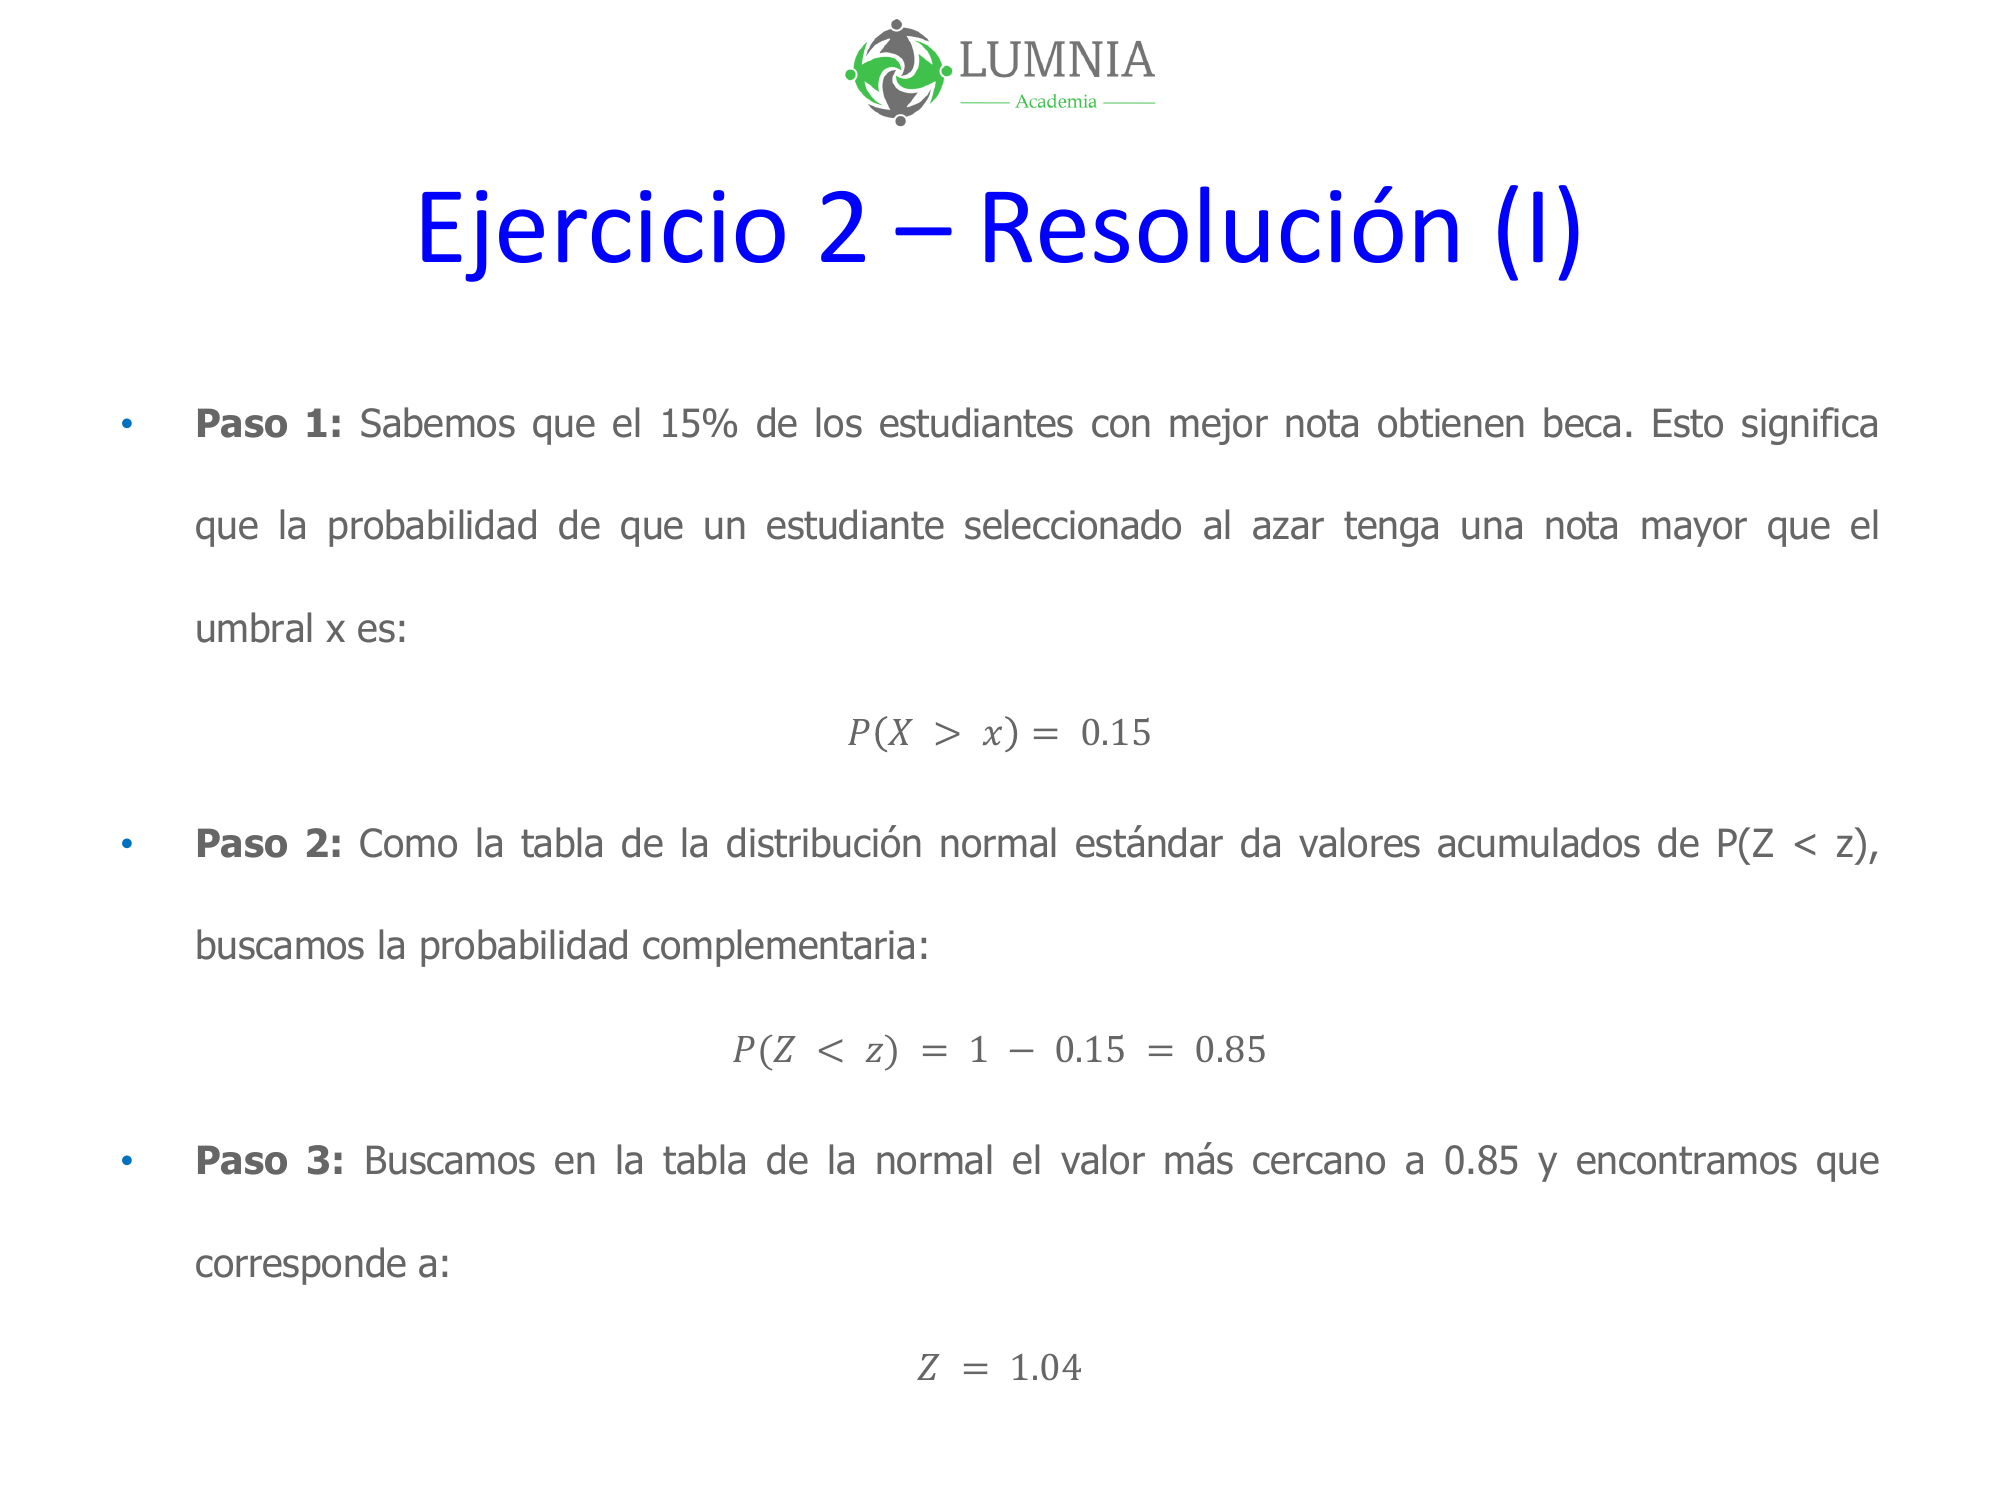 LUMNIA
Academia
Ejercicio 2 – Resolución (I)
• Paso 1: Sabemos que el 15% de los estudiantes con mejor nota obtienen beca. Esto significa
que la probabilidad de que un estudiante seleccionado al azar tenga una nota mayor que el
umbral x es:
P(X > x) = 0.15
• Paso 2: Como la tabla de la distribución normal estándar da valores acumulados de P(Z < z),
buscamos la probabilidad complementaria:
P(Z < z) = 1 − 0.15 = 0.85
• Paso 3: Buscamos en la tabla de la normal el valor más cercano a 0.85 y encontramos que
corresponde a:
Z = 1.04